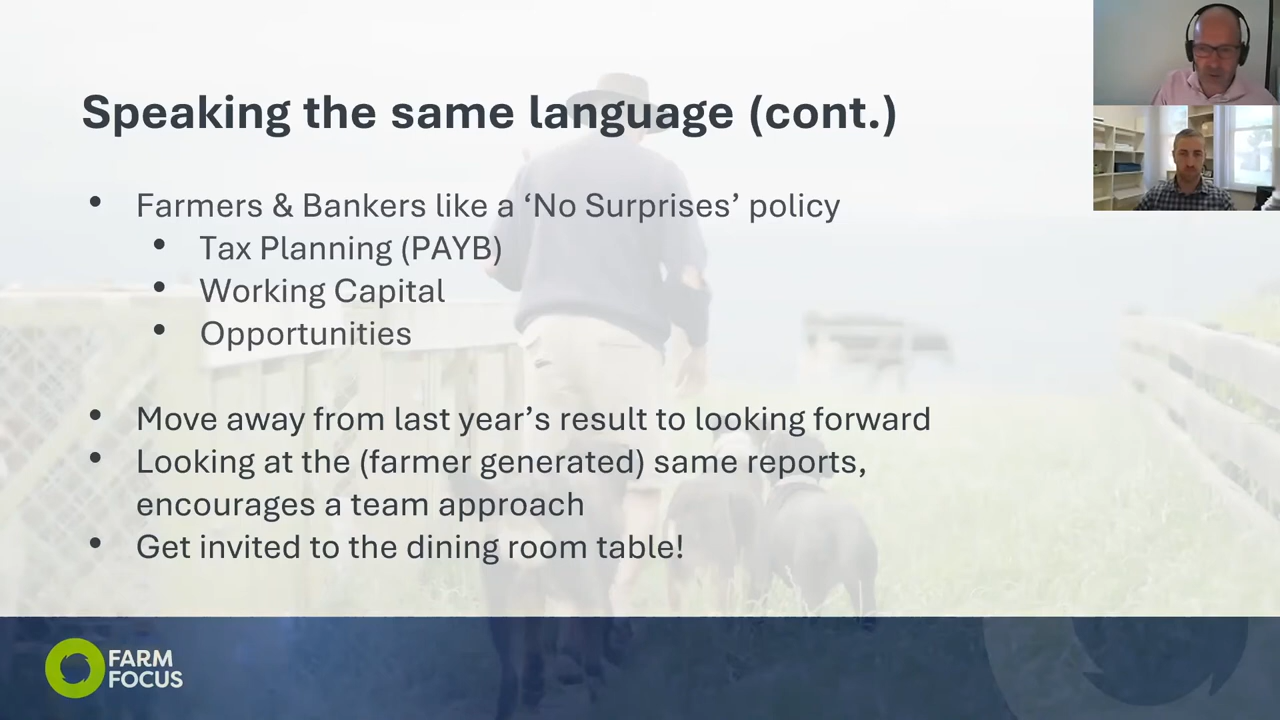 Speaking the same language (cont.)
• Farmers & Bankers like a ‘No Surprises’ policy
• Tax Planning (PAYB)
• Working Capital
• Opportunities
• Move away from last year’s result to looking forward
• Looking at the (farmer generated) same reports,
encourages a team approach
• Get invited to the dining room table!
FARM
FOCUS